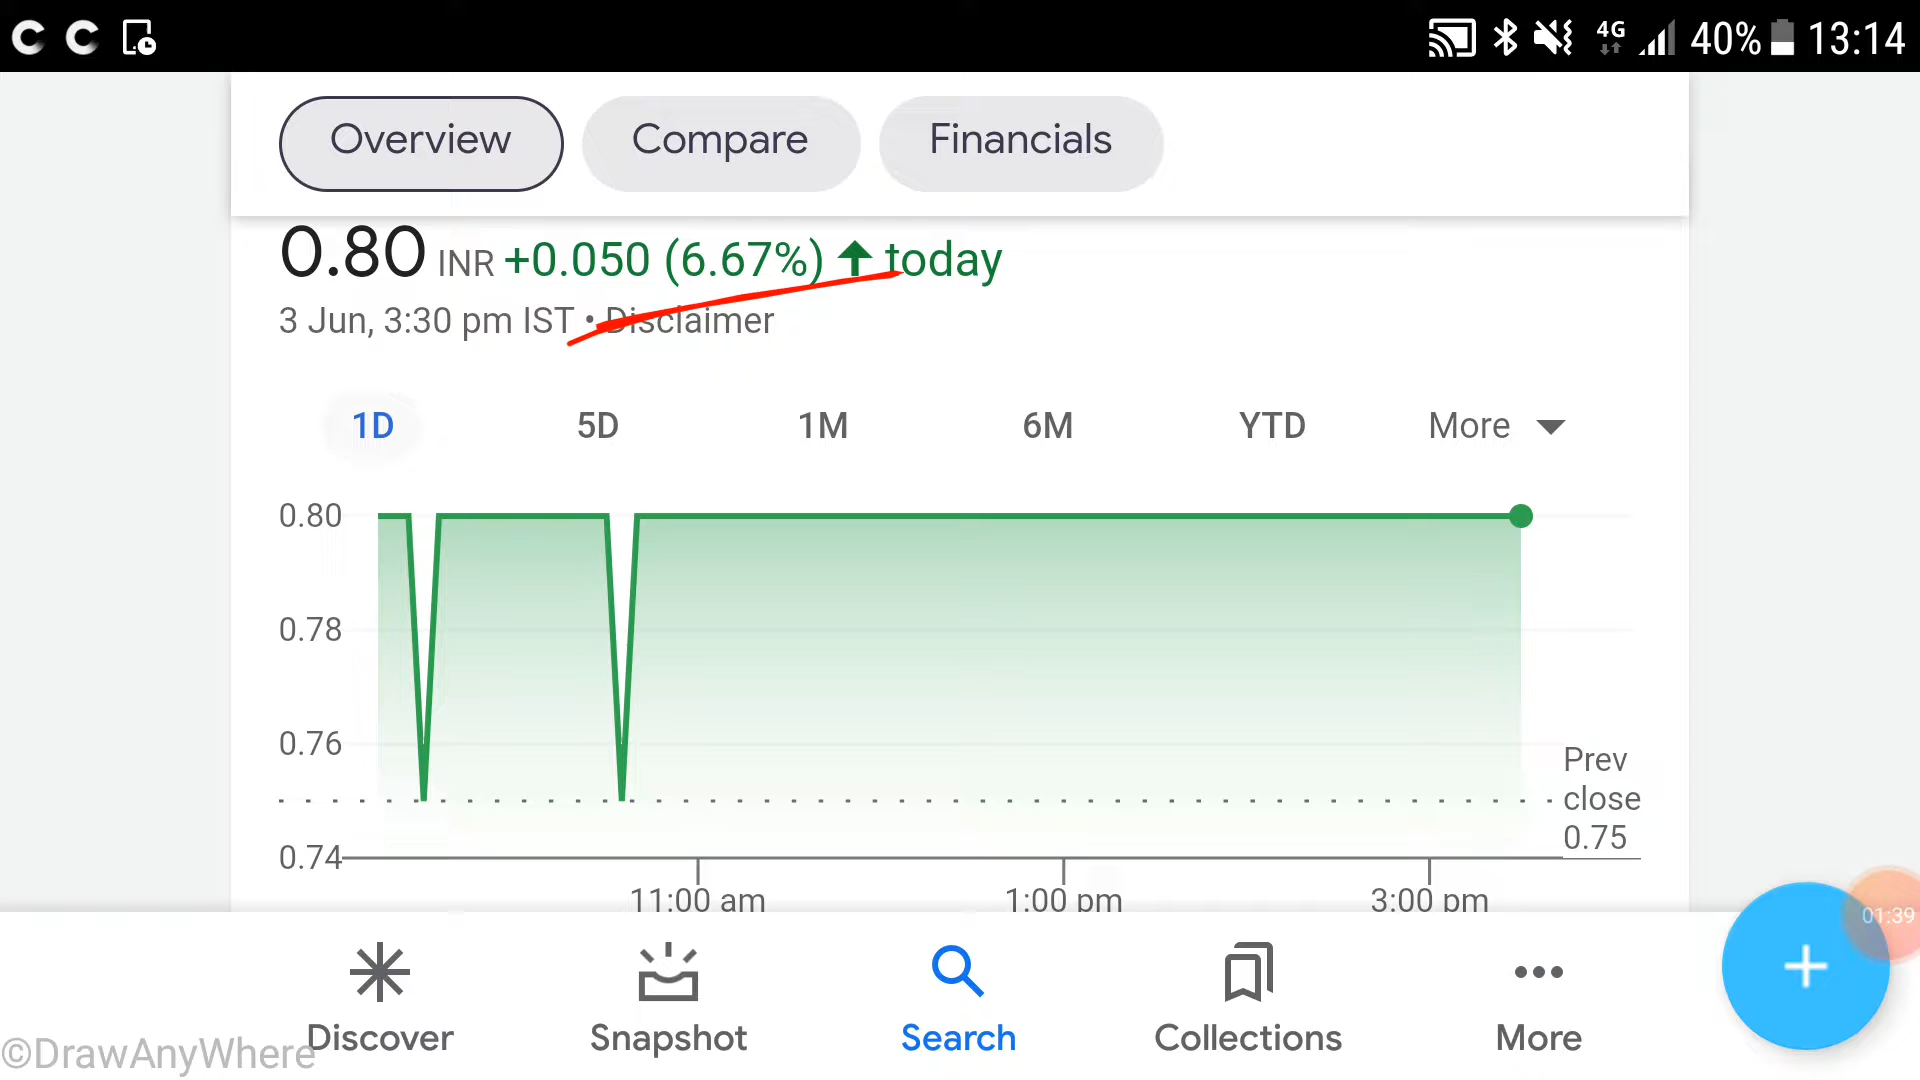 4G 40% 13:14
Overview Compare Financials
0.80 INR +0.050 (6.67%) today
3 Jun, 3:30 pm IST • Disclaimer
1D 5D 1M 6M YTD More
0.80
0.78
0.76
Prev
close
0.75
0.74
11:00 am 1:00 pm 3:00 pm
01:39
Discover Snapshot Search Collections More
©DrawAnyWhere